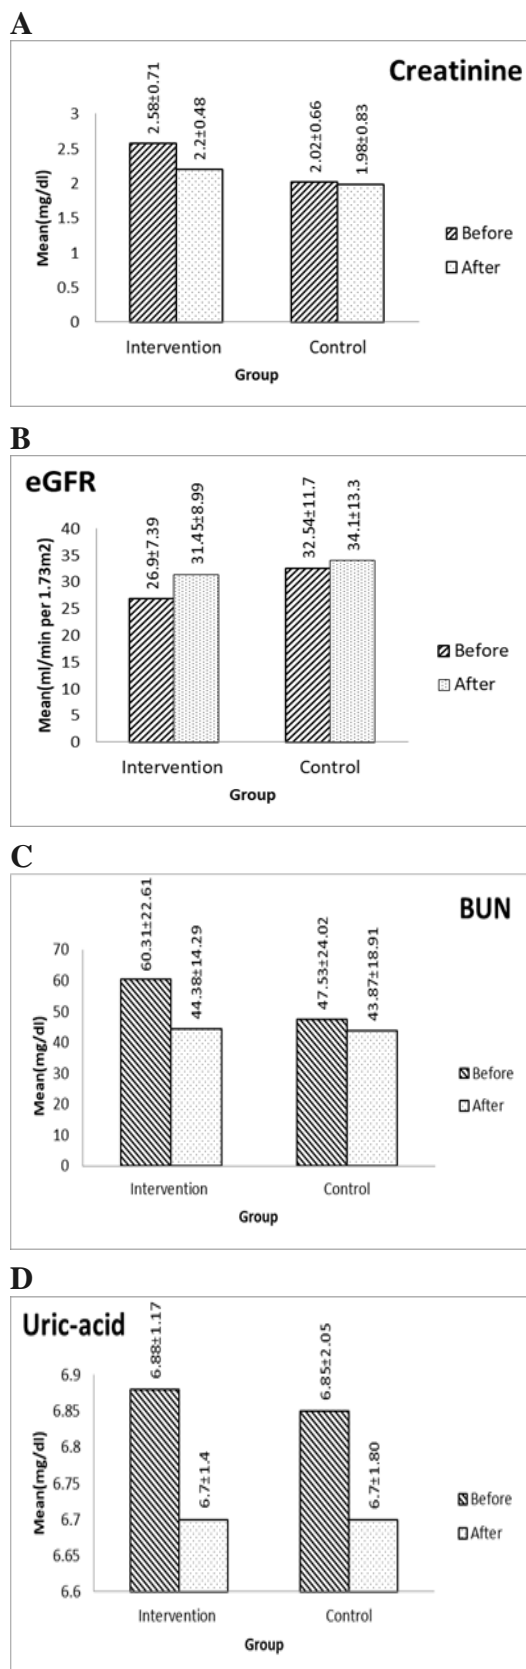 A
Creatinine
2.58±0.71
2.2±0.48
2.02±0.66
1.98±0.83
Mean(mg/dl)
3
2.5
2
1.5
1
0.5
0
Before
After
Intervention
Control
Group
B
eGFR
26.9±7.39
31.45±8.99
32.54±11.7
34.1±13.3
Mean(ml/min per 1.73m2)
40
35
30
25
20
15
10
5
0
Before
After
Intervention
Control
Group
C
BUN
60.31±22.61
44.38±14.29
47.53±24.02
43.87±18.91
Mean(mg/dl)
70
60
50
40
30
20
10
0
Before
After
Intervention
Control
Group
D
Uric-acid
6.88±1.17
6.7±1.4
6.85±2.05
6.7±1.80
Mean(mg/dl)
6.9
6.85
6.8
6.75
6.7
6.65
6.6
Before
After
Intervention
Control
Group